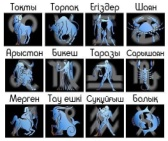 Тоқты Торпақ Егіздер Шаян
Арыстан Бикеш Таразы Сарышаян
Мерген Тау ешкі Суқұйғыш Балық